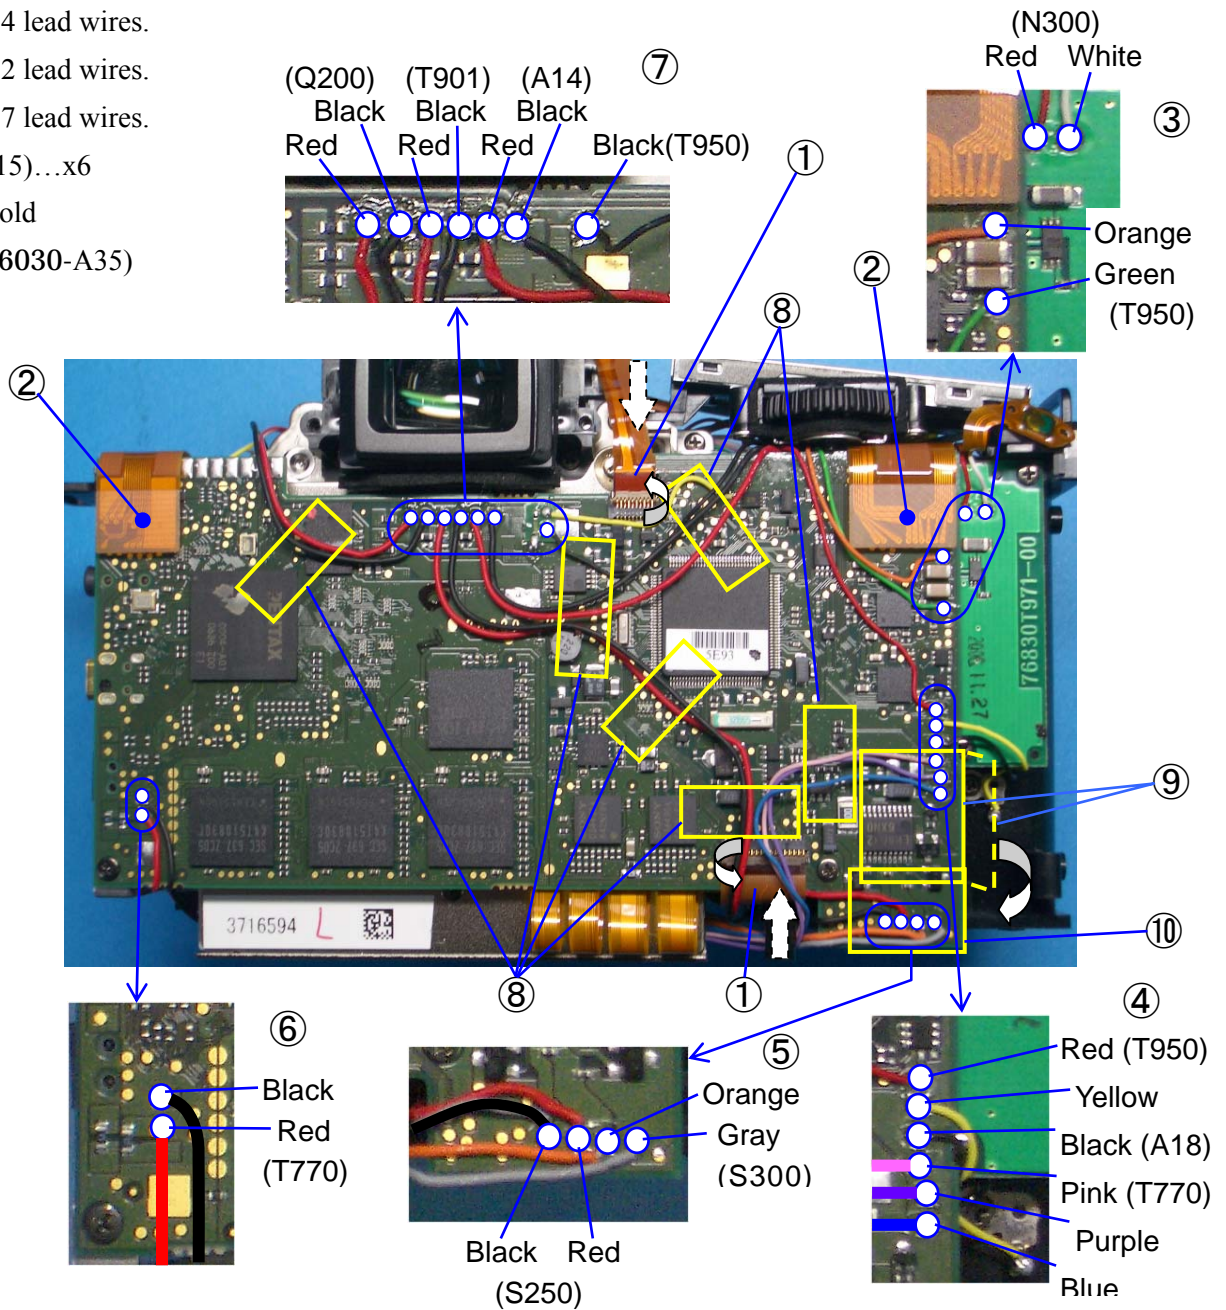 4 lead wires.
2 lead wires.
7 lead wires.
15)…x6
old
6030-A35)
(Q200) (T901) (A14)
Black Black Black
Red Red Red Black(T950)
⑦
①
(N300)
Red White
③
Orange
Green
(T950)
②
⑧
②
5E93
76830T971-00
11.27
⑨
⑩
3716594 L
⑧
①
⑥
Black
Red
(T770)
⑤
Orange
Gray
(S300)
Black Red
(S250)
④
Red (T950)
Yellow
Black (A18)
Pink (T770)
Purple
Blue